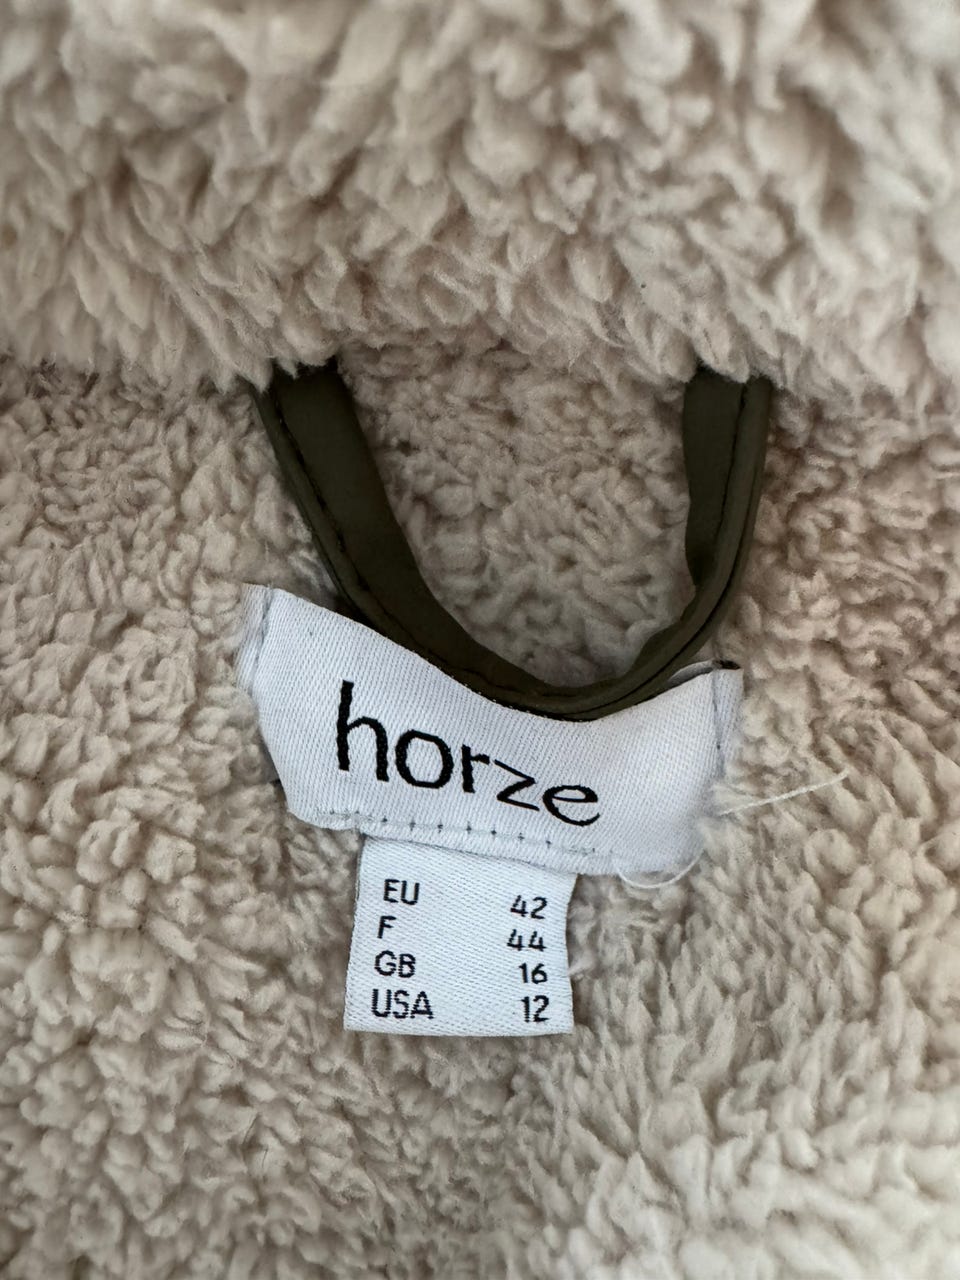 horze
EU 42
F 44
GB 16
USA 12